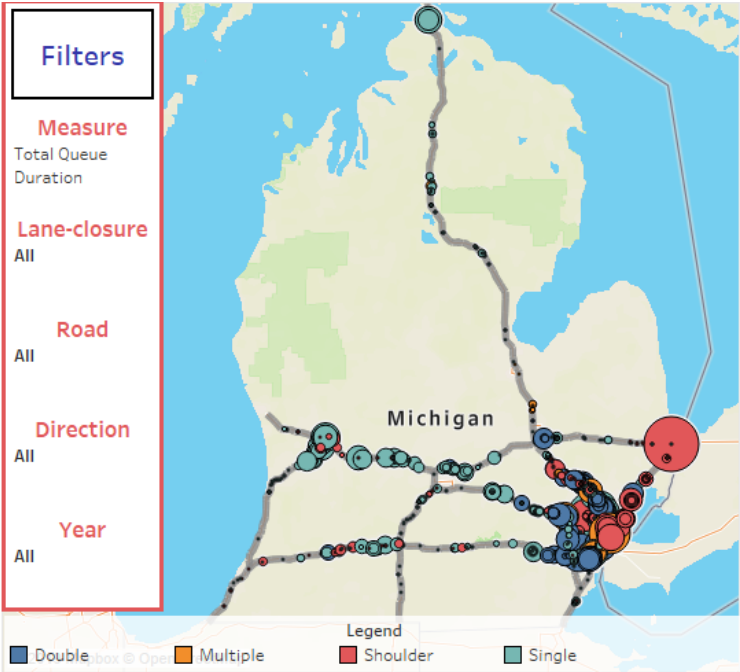 Filters
Measure
Total Queue
Duration
Lane-closure
All
Road
All
Direction
All
Year
All
Michigan
Legend
Double
Multiple
Shoulder
Single